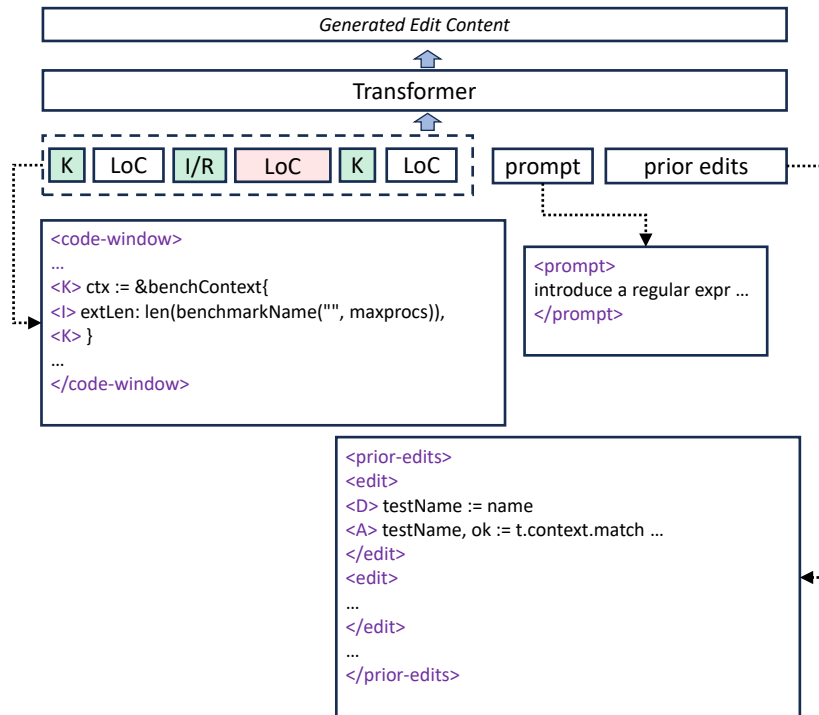 Generated Edit Content
Transformer
K LoC I/R LoC K LoC prompt prior edits
<code-window>
...
<K> ctx := &benchContext{
<I> extLen: len(benchmarkName("", maxprocs)),
<K> }
...
</code-window>
<prompt>
introduce a regular expr ...
</prompt>
<prior-edits>
<edit>
<D> testName := name
<A> testName, ok := t.context.match ...
</edit>
<edit>
...
</edit>
...
</prior-edits>